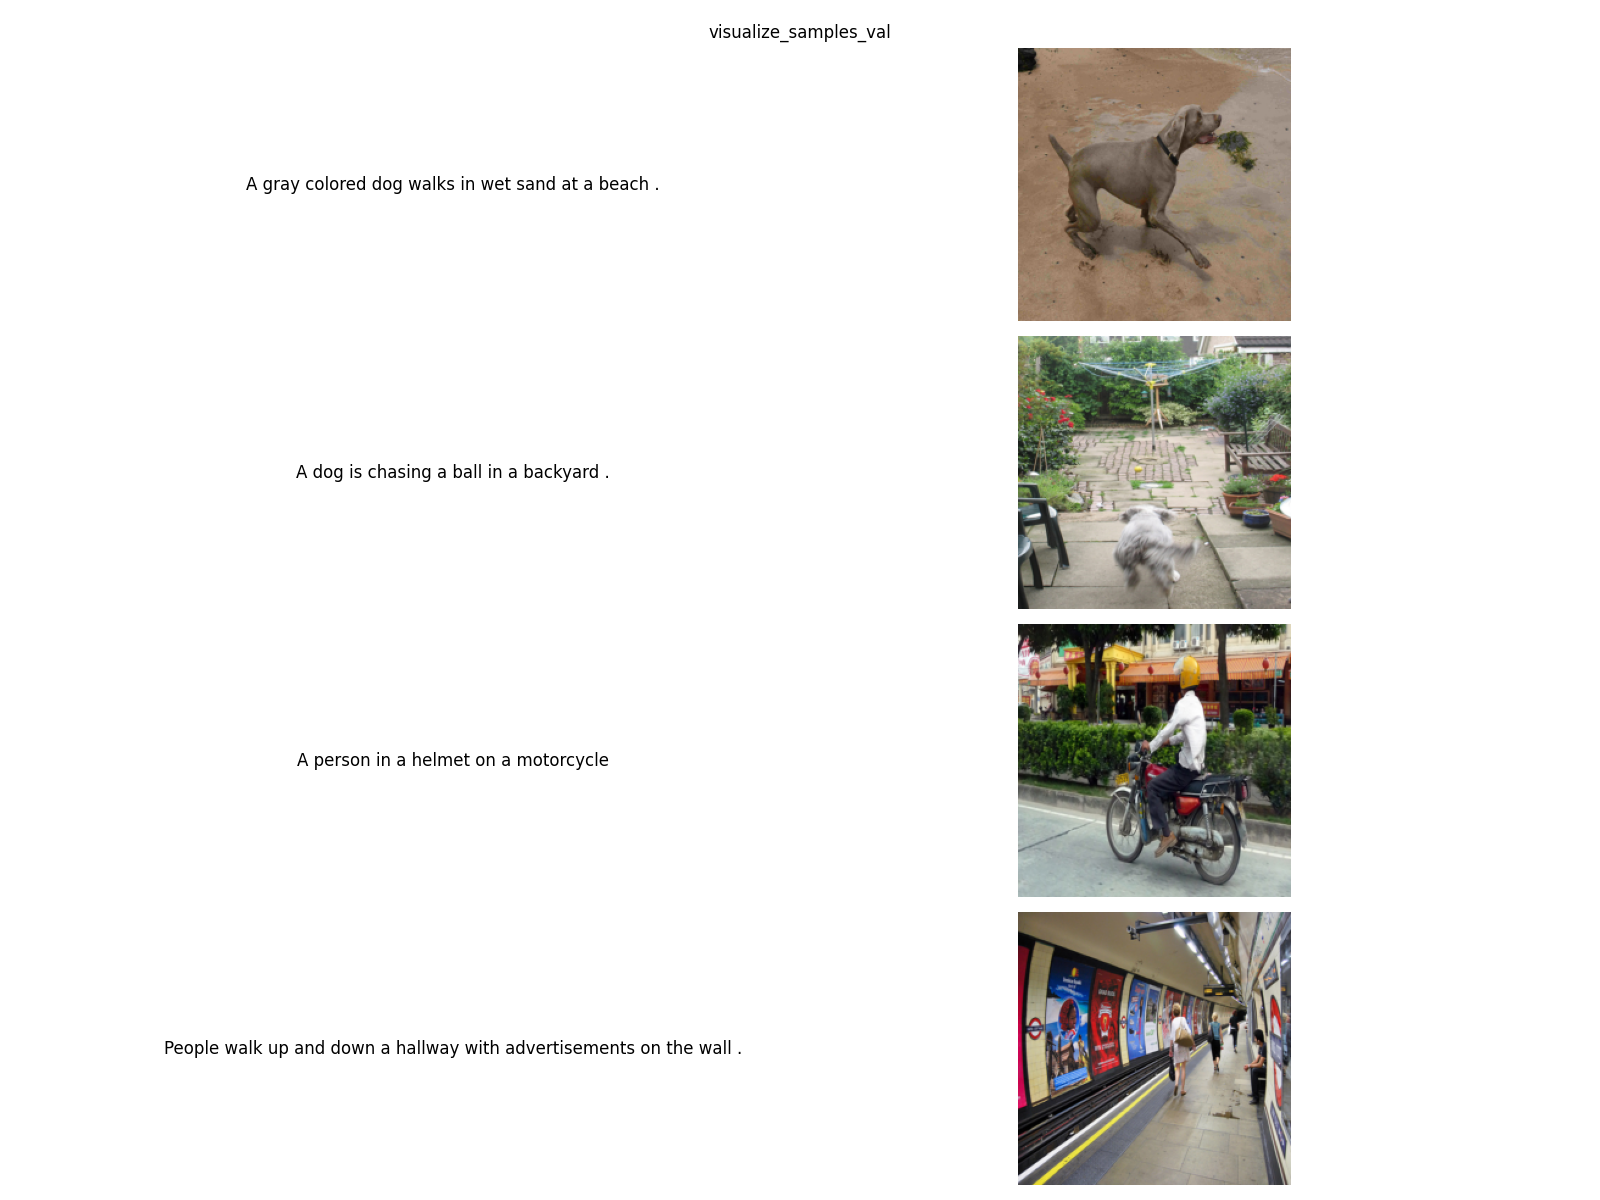 visualize_samples_val
A gray colored dog walks in wet sand at a beach .
A dog is chasing a ball in a backyard .
A person in a helmet on a motorcycle
People walk up and down a hallway with advertisements on the wall .